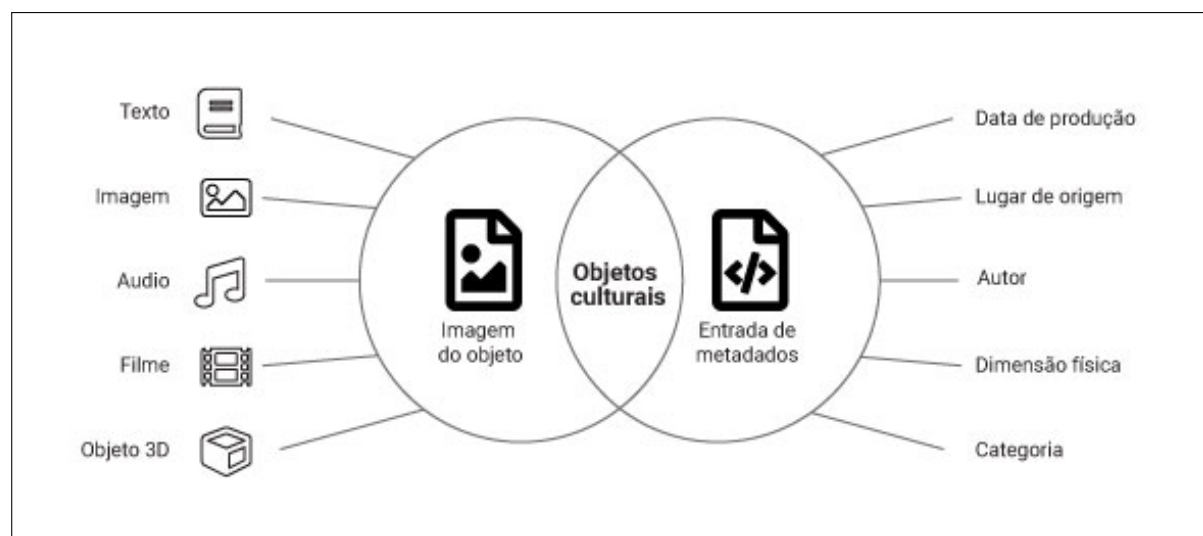 Texto
Imagem
Audio
Filme
Objeto 3D
Imagem
do objeto
Objetos
culturais
Entrada de
metadados
Data de produção
Lugar de origem
Autor
Dimensão física
Categoria